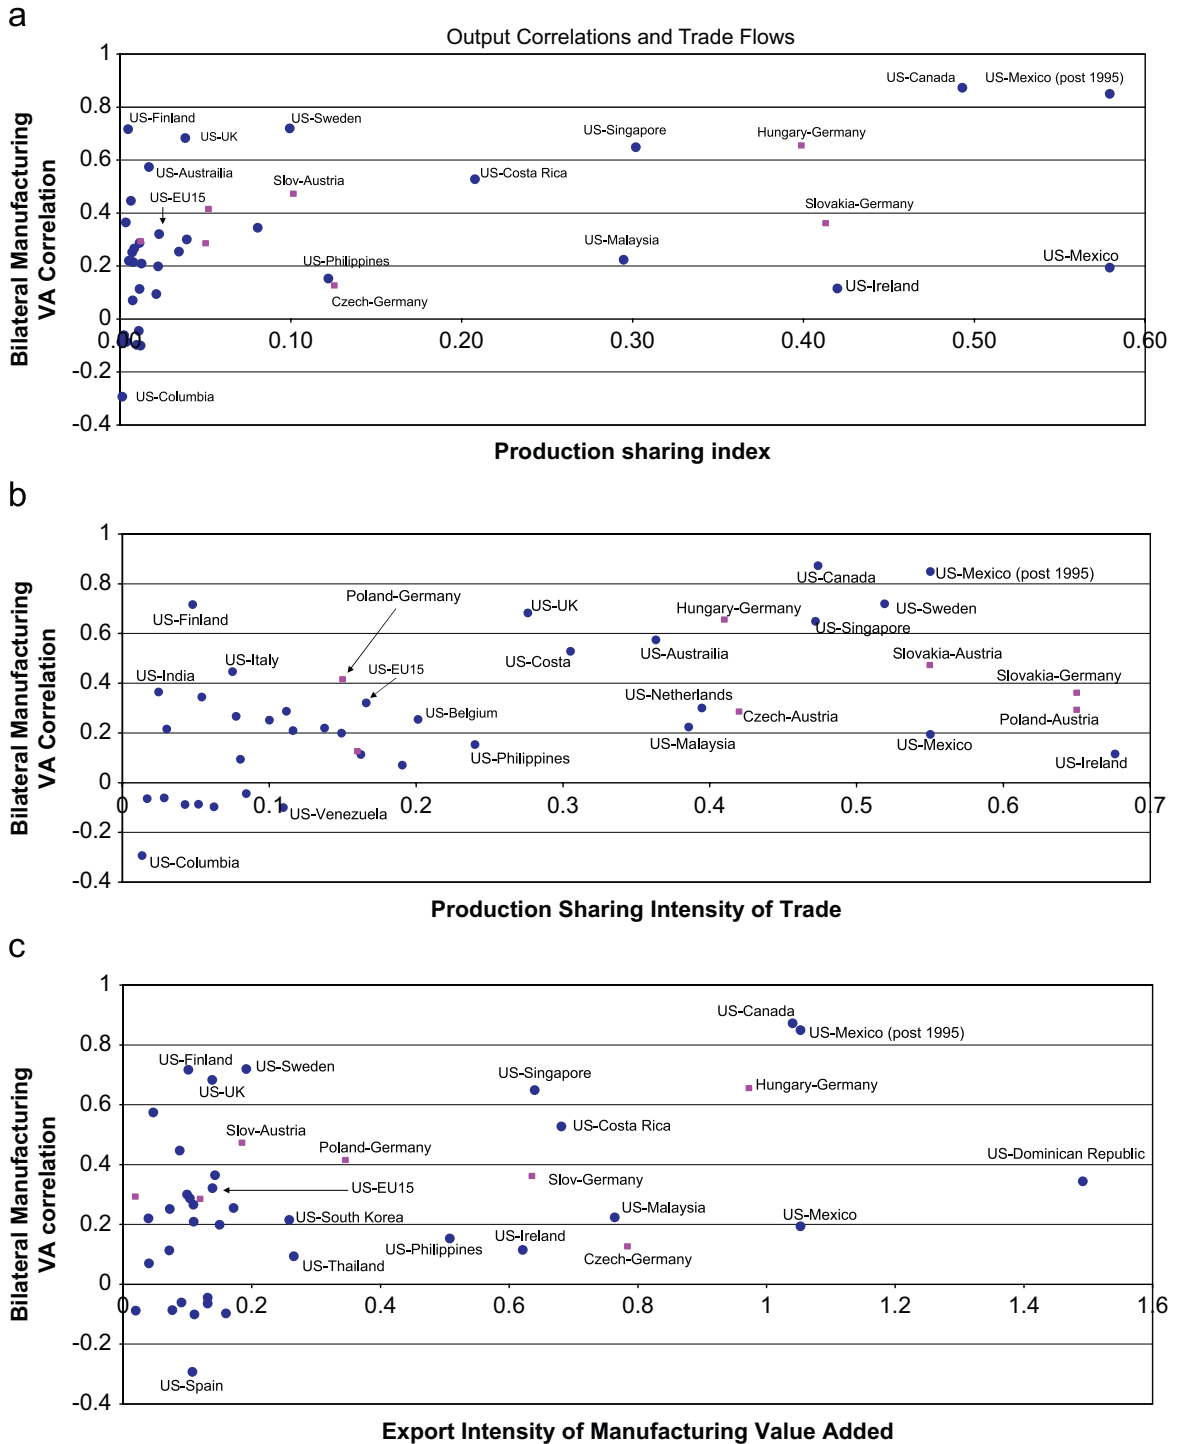 a
Output Correlations and Trade Flows
Bilateral Manufacturing
VA Correlation
1
0.8
0.6
0.4
0.2
0
-0.2
-0.4
US-Canada
US-Mexico (post 1995)
US-Finland
US-UK
US-Sweden
US-Singapore
Hungary-Germany
US-Austrailia
Slov-Austria
US-Costa Rica
US-EU15
Slovakia-Germany
US-Malaysia
US-Philippines
US-Mexico
Czech-Germany
US-Ireland
US-Columbia
0.00
0.10
0.20
0.30
0.40
0.50
0.60
Production sharing index
b
Bilateral Manufacturing
VA Correlation
1
0.8
0.6
0.4
0.2
0
-0.2
-0.4
US-Canada
US-Mexico (post 1995)
Poland-Germany
US-Finland
US-UK
Hungary-Germany
US-Sweden
US-Singapore
US-Italy
US-EU15
US-Costa
US-Austrailia
Slovakia-Austria
US-India
US-Netherlands
Slovakia-Germany
US-Belgium
Czech-Austria
Poland-Austria
US-Philippines
US-Malaysia
US-Mexico
US-Ireland
US-Venezuela
US-Columbia
0
0.1
0.2
0.3
0.4
0.5
0.6
0.7
Production Sharing Intensity of Trade
c
Bilateral Manufacturing
VA correlation
1
0.8
0.6
0.4
0.2
0
-0.2
-0.4
US-Canada
US-Mexico (post 1995)
US-Finland
US-Sweden
US-UK
US-Singapore
Hungary-Germany
Slov-Austria
Poland-Germany
US-Costa Rica
US-Dominican Republic
US-EU15
Slov-Germany
US-South Korea
US-Malaysia
US-Mexico
US-Philippines
US-Ireland
Czech-Germany
US-Thailand
US-Spain
0
0.2
0.4
0.6
0.8
1
1.2
1.4
1.6
Export Intensity of Manufacturing Value Added